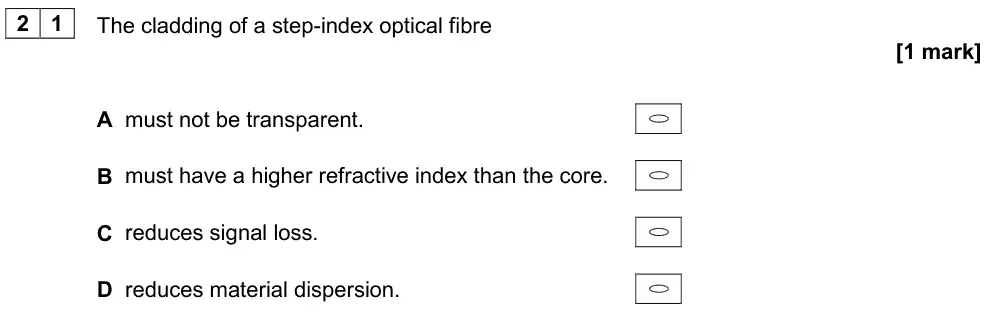 2 1 The cladding of a step-index optical fibre
[1 mark]
A must not be transparent.
B must have a higher refractive index than the core.
C reduces signal loss.
D reduces material dispersion.